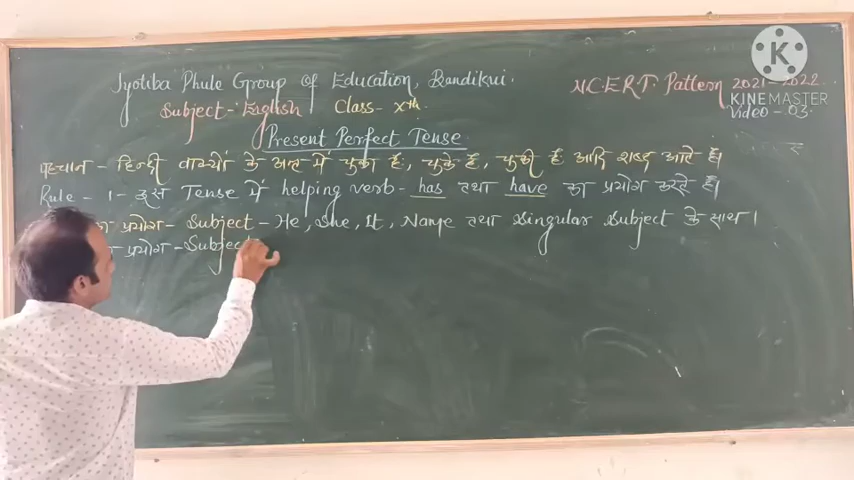 Jyotiba Phule Group of Education, Bandikui.
N.C.E.R.T. Pattern 2021-2022
Subject- English Class- Xth.
KINEMASTER
Video - 03.
Present Perfect Tense
पहचान - हिन्दी वाक्यों के अन्त में चुका है, चुके हैं, चुकी है आदि शब्द आते हैं।
Rule - 1 - इस Tense में helping verb - has तथा have का प्रयोग करते हैं।
का प्रयोग - Subject - He, She, It, Name तथा Singular Subject के साथ।
प्रयोग - Subject